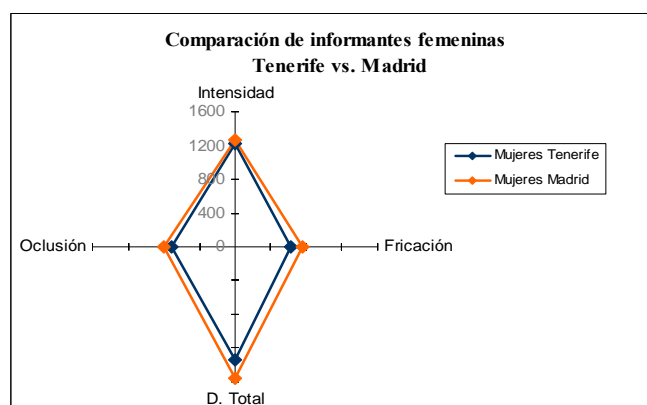 Comparación de informantes femeninas
Tenerife vs. Madrid
Intensidad
1600
1200
800
400
0
Oclusión
Fricación
D. Total
Mujeres Tenerife
Mujeres Madrid